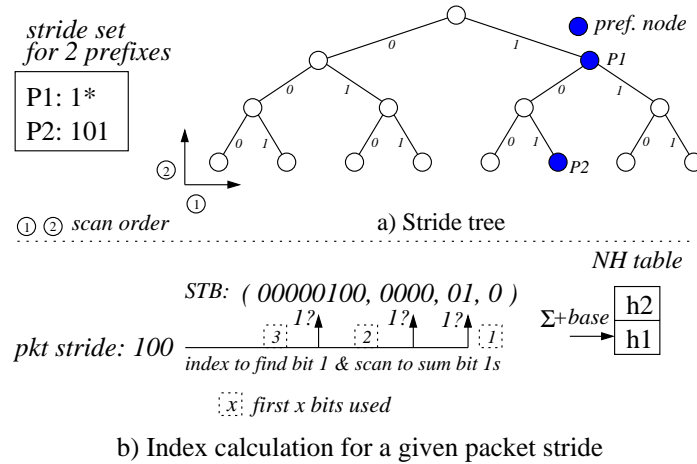 stride set
for 2 prefixes
P1: 1*
P2: 101
pref. node
0 1
P1
0 1 0 1
0 1 0 1 0 1 0 1
P2
2
1
1 2 scan order
a) Stride tree
NH table
STB: ( 00000100, 0000, 01, 0 )
1? 1? 1?
3 2 1
Σ+base
h2
h1
pkt stride: 100
index to find bit 1 & scan to sum bit 1s
x first x bits used
b) Index calculation for a given packet stride